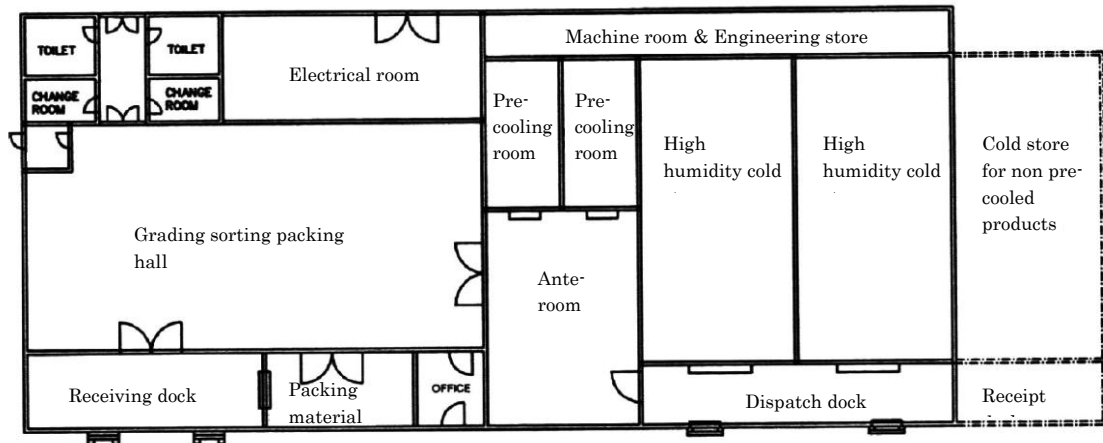 TOILET
TOILET
CHANGE
ROOM
CHANGE
ROOM
Electrical room
Machine room & Engineering store
Pre-
cooling
room
Pre-
cooling
room
High
humidity cold
High
humidity cold
Cold store
for non pre-
cooled
products
Grading sorting packing
hall
Ante-
room
Receiving dock
Packing
material
OFFICE
Dispatch dock
Receipt